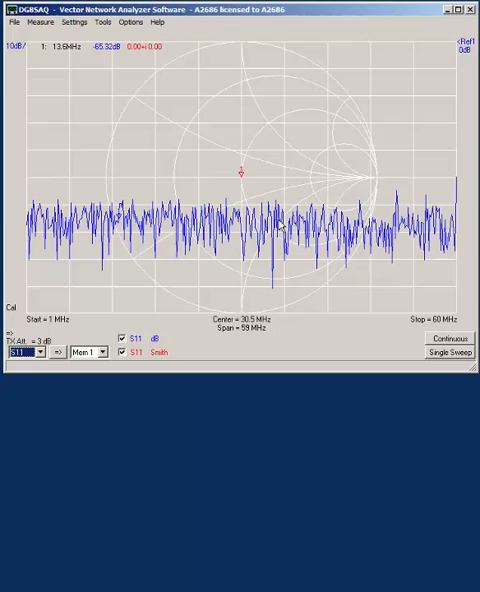 DG8SAQ - Vector Network Analyzer Software - A2686 licensed to A2686
File Measure Settings Tools Options Help
10dB/ 1: 13.6MHz -65.32dB 0.00+i 0.00 <Ref1
0dB
1
Cal
Start = 1 MHz Center = 30.5 MHz Stop = 60 MHz
Span = 59 MHz
=>
TX Att. = 3 dB S11 dB Continuous
S11 => Mem 1 S11 Smith Single Sweep